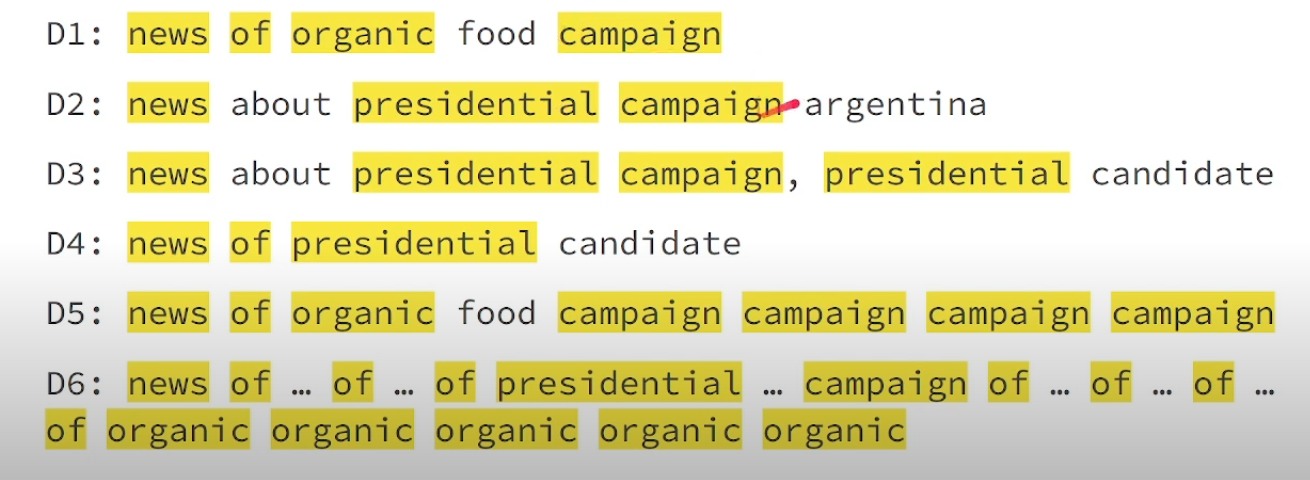 D1: news of organic food campaign
D2: news about presidential campaign argentina
D3: news about presidential campaign, presidential candidate
D4: news of presidential candidate
D5: news of organic food campaign campaign campaign campaign
D6: news of … of … of presidential … campaign of … of … of …
of organic organic organic organic organic